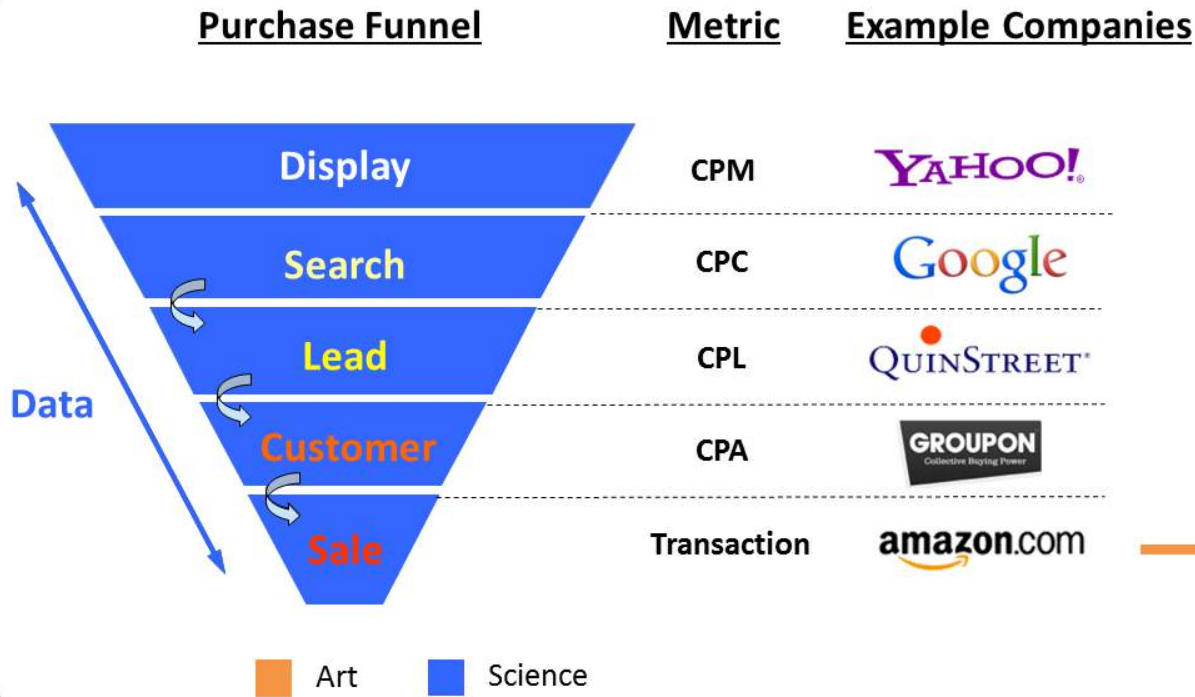 Purchase Funnel Metric Example Companies
Display CPM YAHOO!®
Search CPC Google
Lead CPL QUINSTREET®
Data
Customer CPA GROUPON
Collective Buying Power
Sale Transaction amazon.com
Art Science